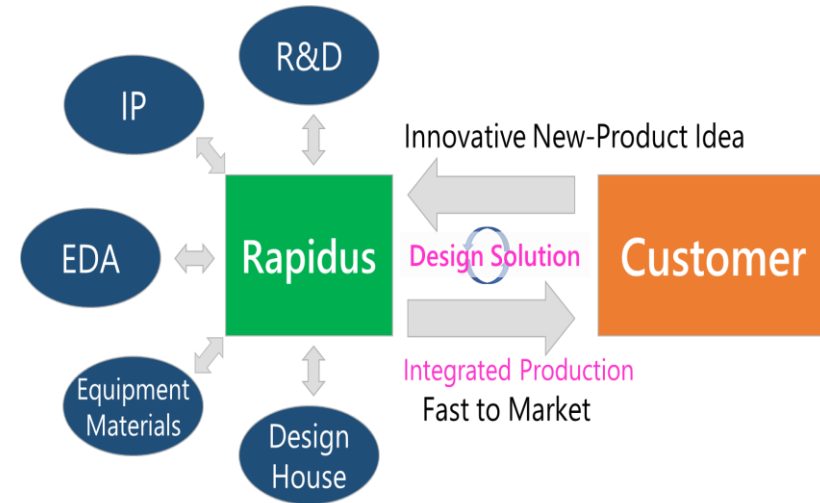 R&D
IP
Innovative New-Product Idea
EDA
Rapidus
Design Solution
Customer
Equipment
Materials
Integrated Production
Fast to Market
Design
House